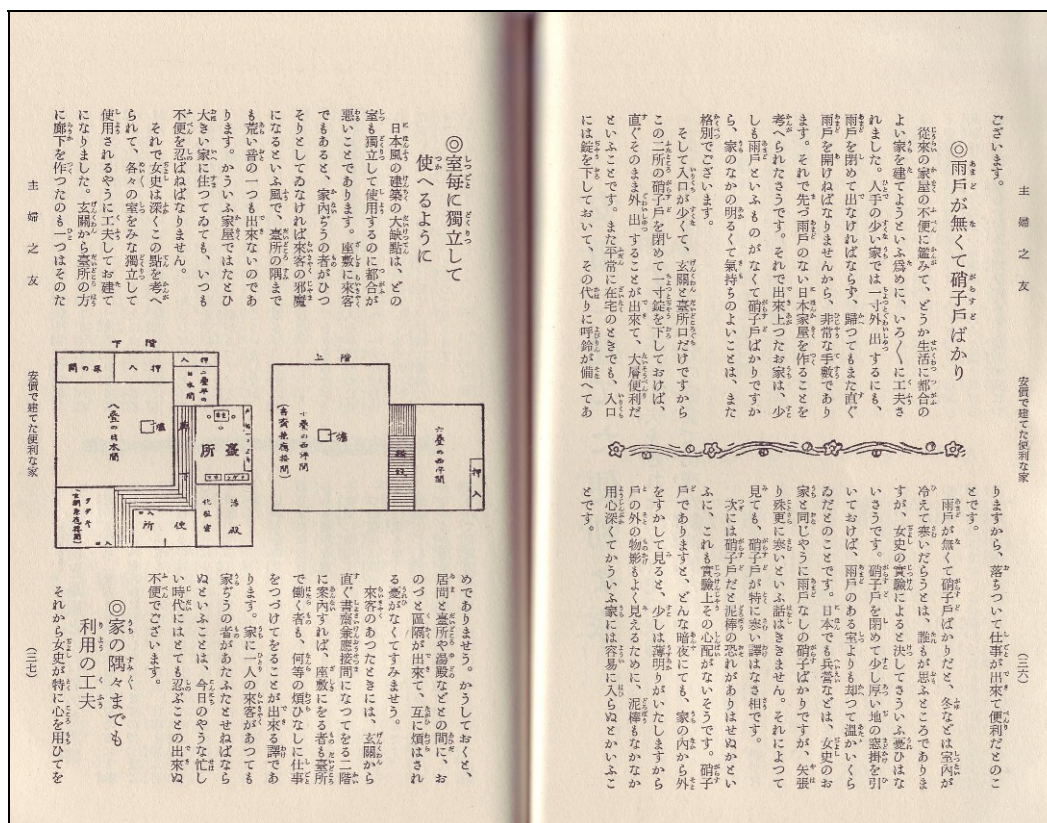 主婦之友　安價で建てた便利な家
（三六）
ございます。
◎雨戸が無くて硝子戸ばかり
從來の家屋の不便に鑑みて、どうか生活に都合の
よい家を建てようといふ爲めに、いろ〳〵に工夫さ
れました。人手の少い家では一寸外出するにも、
雨戸を閉めて出なければならず、歸つてもまた直ぐ
雨戸を開けねばなりませんから、非常な手數であり
ます。それで先づ雨戸のない日本家屋を作ることを
考へられたさうです。それで出來上つたお家は、少
しも雨戸といふものがなくて硝子戸ばかりですか
ら、家のなかの明るくて氣持ちのよいことは、また
格別でございます。
そして入口が少くて、玄關と臺所口だけですから
この二所の硝子戸を閉めて一寸錠を下しておけば、
直ぐそのまま外出することが出來て、大層便利だ
といふことです。また平常に在宅のときでも、入口
には錠を下しておいて、その代りに呼鈴が備へてあ
りますから、落ちついて仕事が出來て便利だとのこ
とです。
雨戸が無くて硝子戸ばかりだと、冬などは室內が
冷えて寒いだらうとは、誰もが思ふところでありま
すが、女史の實驗によると決してさういふ憂ひはな
いさうです。硝子戸を閉めて少し厚い地の窓掛を引
いておけば、雨戸のある室よりも却つて溫かいくら
ゐだとのことです。日本でも兵營などは、女史のお
家と同じやうに雨戸なしの硝子戸ばかりですが、矢張
り殊更に寒いといふ話はききません。それによつて
見ても、硝子戸が特に寒い譯はなさ相です。
次には硝子戸だと泥棒の恐れがありはせぬかとい
ふに、これも實驗上その心配がないそうです。硝子
戸でありますと、どんな暗夜にても、家の內から外
をすかして見ると、少しは薄明りがいたしますから
戸の外の物影もよく見えるために、泥棒もなかなか
用心深くてかういふ家には容易に入らぬとかいふこ
とです。
主婦之友　安價で建てた便利な家
（三七）
◎室每に獨立して
使へるように
日本風の建築の大缺點は、どの
室も獨立して使用するのに都合が
惡いことであります。座敷に來客
でもあると、家內ぢうの者がひつ
そりとしてゐなければ來客の邪魔
になるといふ風で、臺所の隅まで
も荒い音の一つも出來ないのであ
ります。かういふ家屋ではたとひ
大きい家に住つてゐても、いつも
不便を忍ばねばなりません。
それで女史は深くこの點を考へ
られて、各々の室をみな獨立して
使用されるやうに工夫してお建て
になりました。玄關から臺所の方
に廊下を作つたのも一つはそのた
上階
十疊の西洋間
（書齋兼應接間）
爐
段梯
六疊の西洋間
押入
下階
床の間
押入
押入
二疊半の日本間
八疊の日本間
爐
廊
臺所
便所
化粧室
湯殿
タタキ
（玄關兼應接間）
入口
めでありませう。かうしておくと、
居間と臺所や湯殿などとの間に、お
のづと區隔が出來て、互に煩はされ
る憂がなくてすみませう。
來客のあつたときには、玄關から
直ぐ書齋兼應接間になつてをる二階
に案內すれば、座敷にをる者も臺所
で働く者も、何等の煩ひなしに仕事
をつづけてをることが出來る譯であ
ります。家に一人の來客があつても
家ぢうの者があたふたとせねばなら
ぬといふことは、今日のやうな忙し
い時代にはとても忍ぶことの出來ぬ
不便でございます。
◎家の隅々までも
利用の工夫
それから女史が特に心を用ひてを